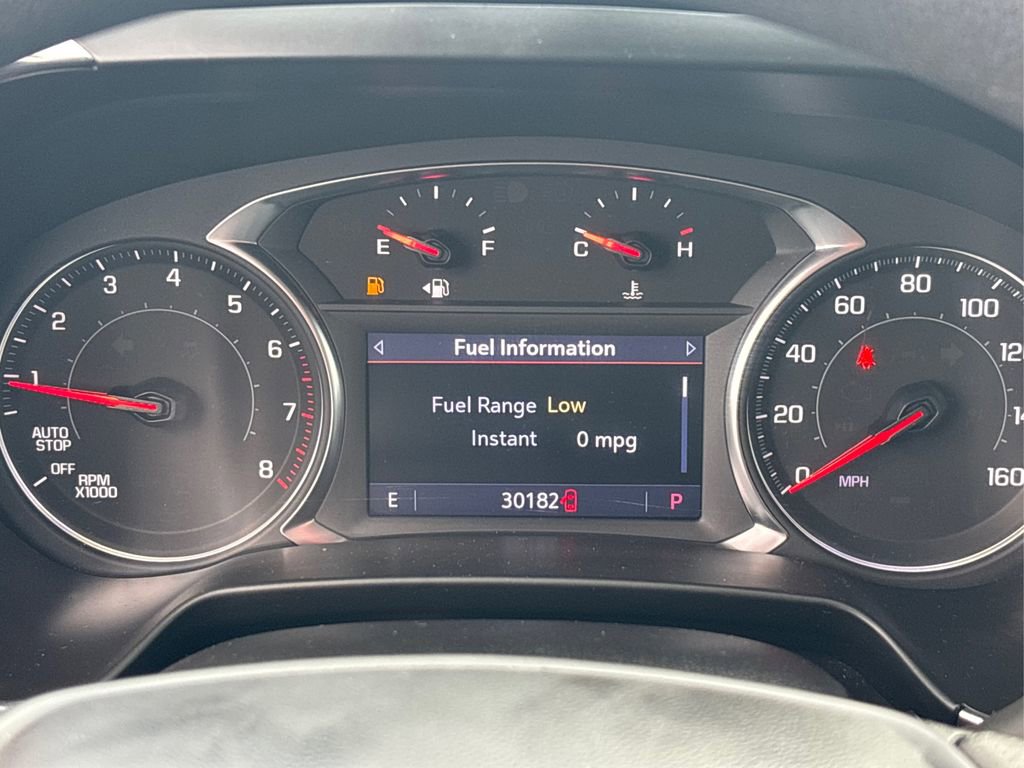 E F
C H
1 2 3 4 5 6 7 8
AUTO
STOP
OFF
RPM
X1000
Fuel Information
Fuel Range Low
Instant 0 mpg
E 30182 P
0 20 40 60 80 100 160
MPH